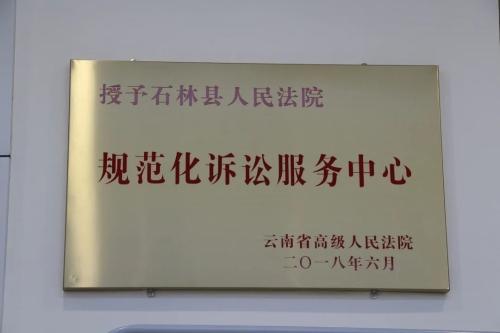 授予石林县人民法院
规范化诉讼服务中心
云南省高级人民法院
二〇一八年六月